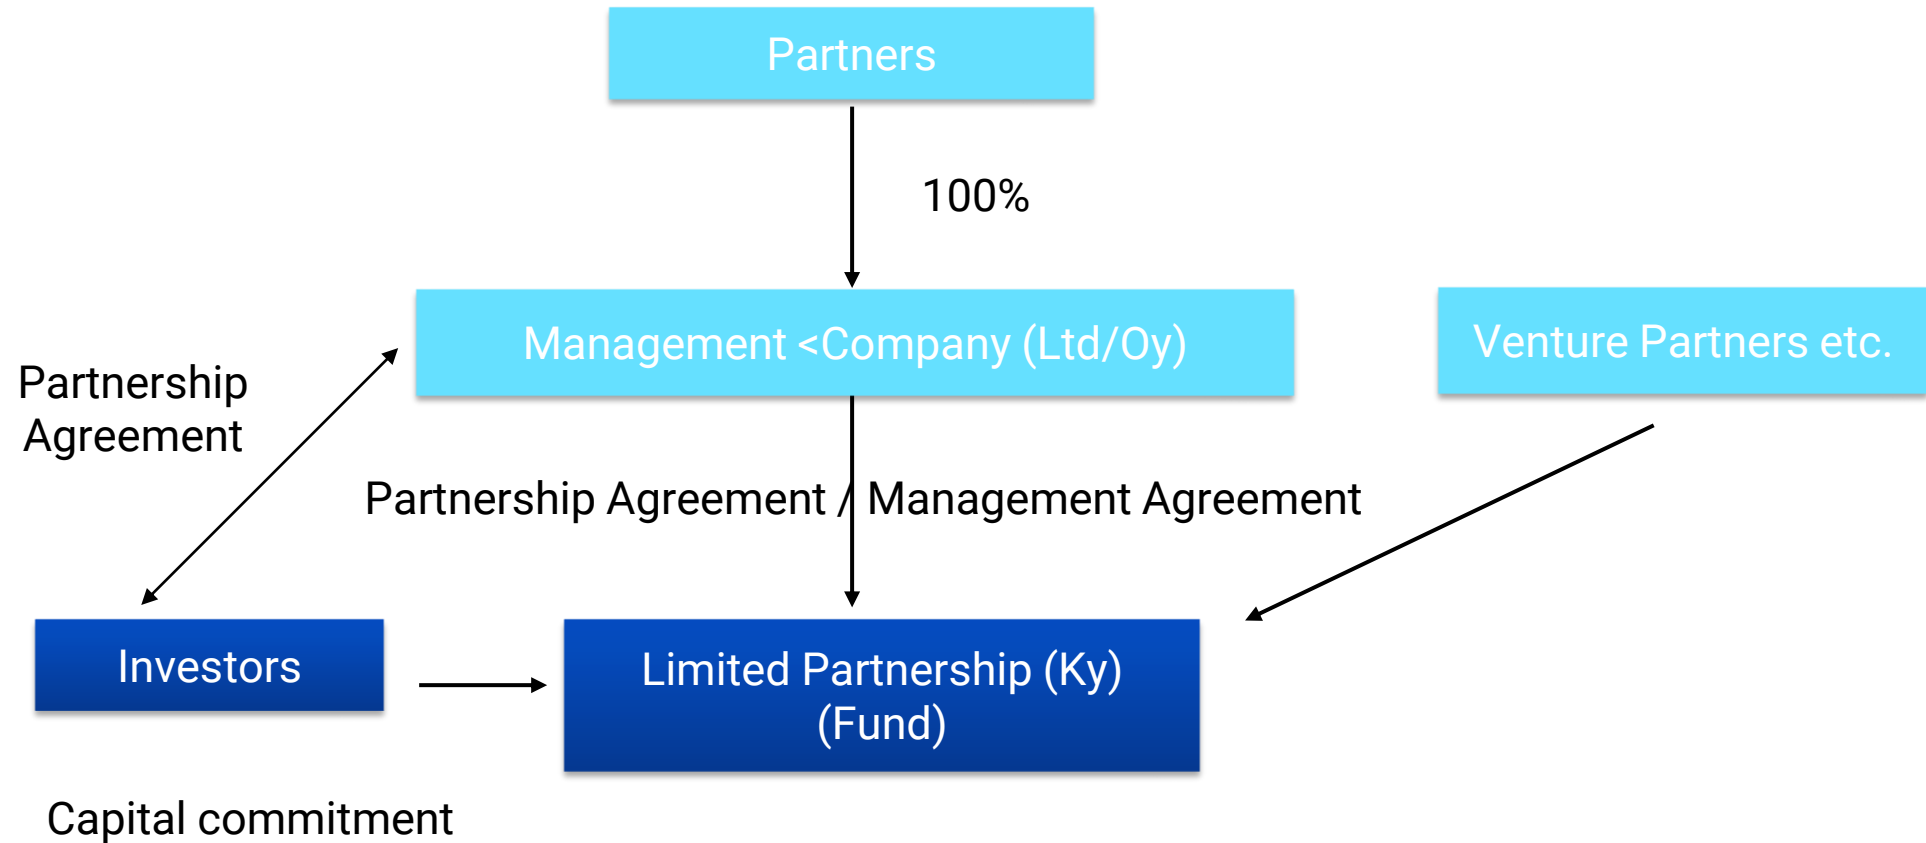 Partners
100%
Management <Company (Ltd/Oy)
Venture Partners etc.
Partnership
Agreement
Partnership Agreement / Management Agreement
Investors
Limited Partnership (Ky)
(Fund)
Capital commitment